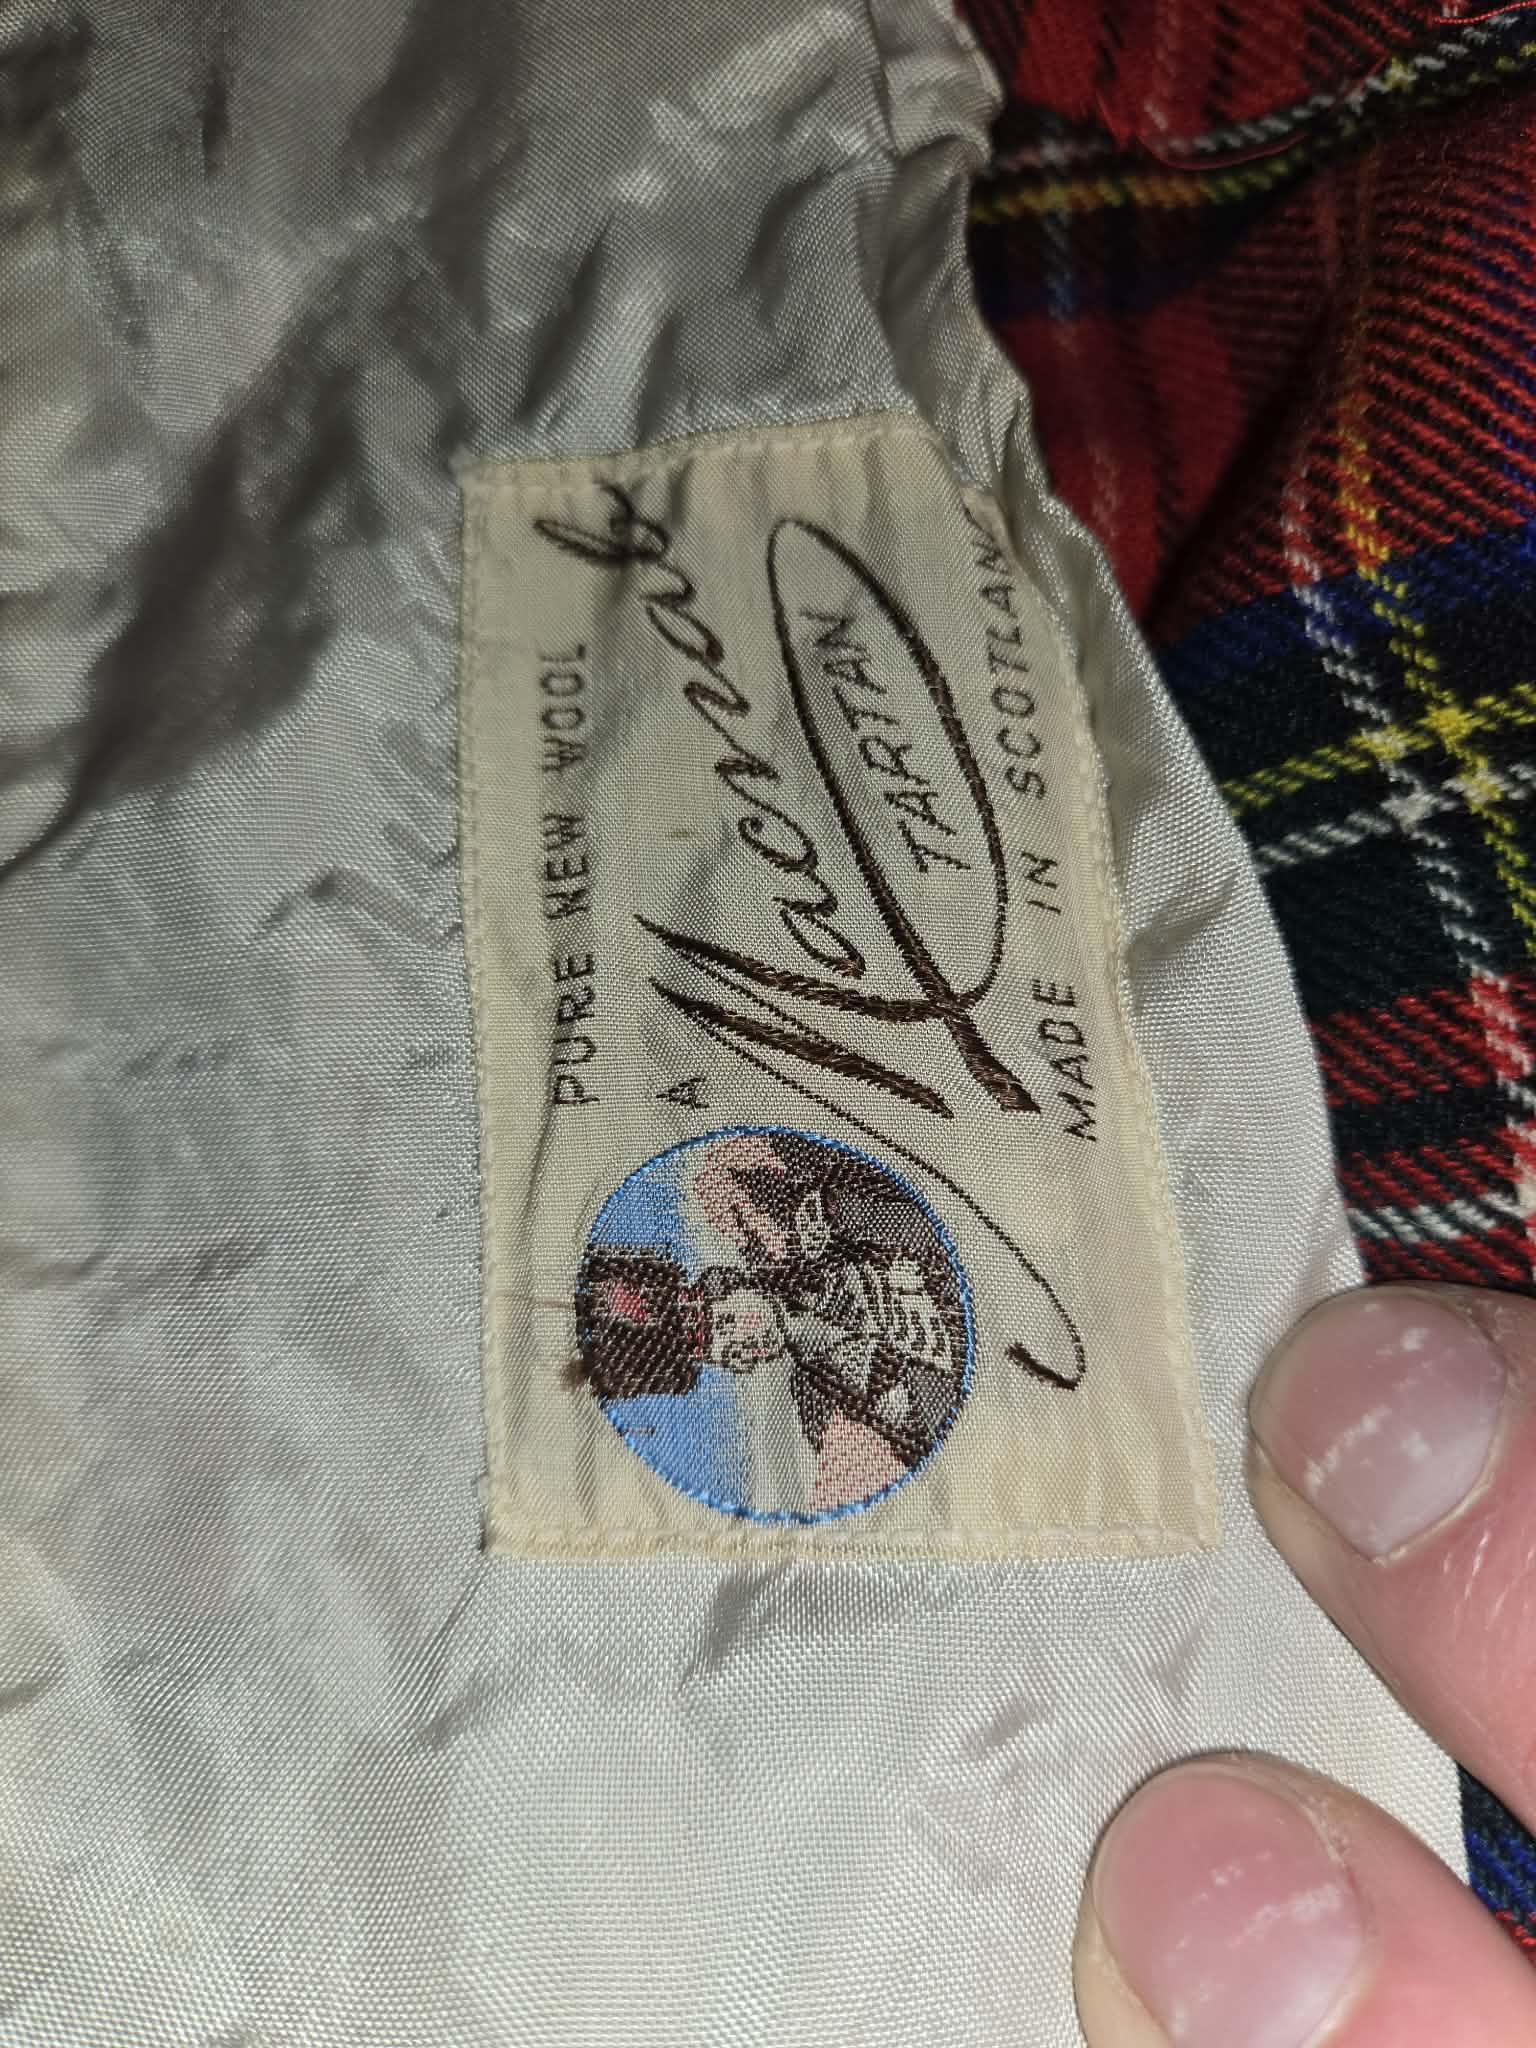 PURE NEW WOOL
A Macnab
TARTAN
MADE IN SCOTLAND